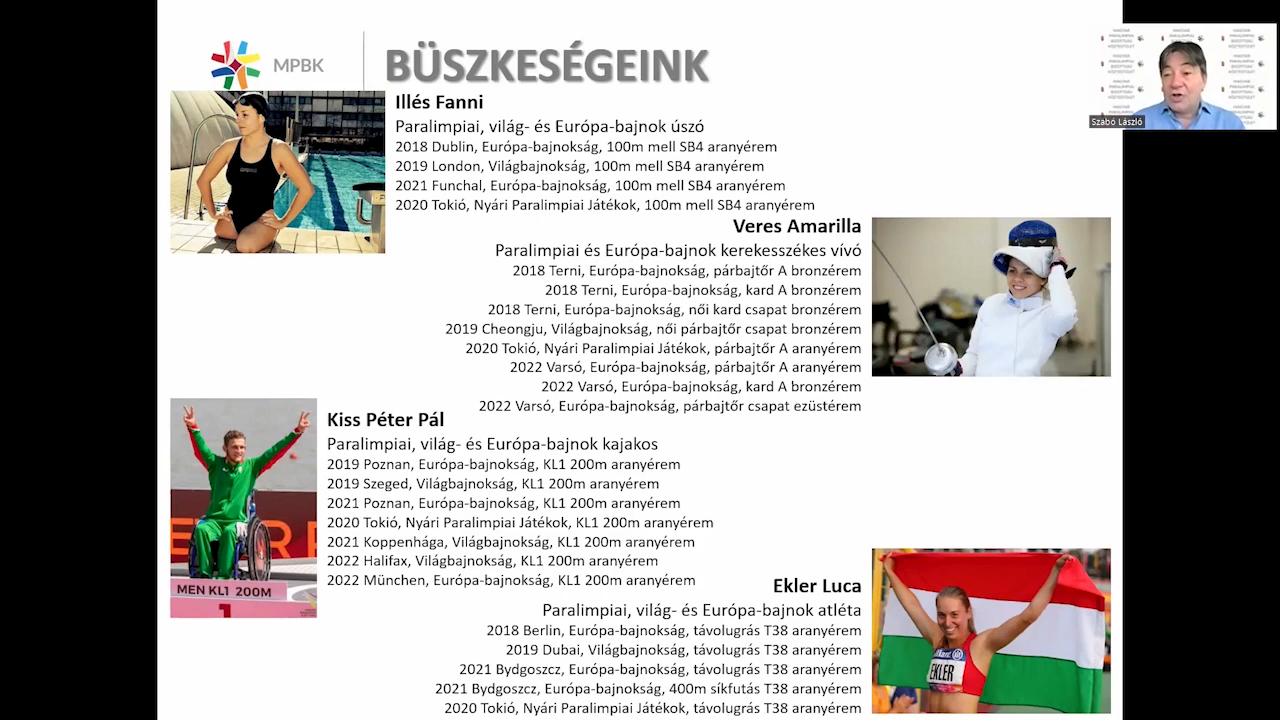 MPBK
BÜSZKESÉGEINK
Szabó László
Illés Fanni
Paralimpiai, világ- és Európa-bajnok úszó
2018 Dublin, Európa-bajnokság, 100m mell SB4 aranyérem
2019 London, Világbajnokság, 100m mell SB4 aranyérem
2021 Funchal, Európa-bajnokság, 100m mell SB4 aranyérem
2020 Tokió, Nyári Paralimpiai Játékok, 100m mell SB4 aranyérem
Veres Amarilla
Paralimpiai és Európa-bajnok kerekesszékes vívó
2018 Terni, Európa-bajnokság, párbajtőr A bronzérem
2018 Terni, Európa-bajnokság, kard A bronzérem
2018 Terni, Európa-bajnokság, női kard csapat bronzérem
2019 Cheongju, Világbajnokság, női párbajtőr csapat bronzérem
2020 Tokió, Nyári Paralimpiai Játékok, párbajtőr A aranyérem
2022 Varsó, Európa-bajnokság, párbajtőr A aranyérem
2022 Varsó, Európa-bajnokság, kard A bronzérem
2022 Varsó, Európa-bajnokság, párbajtőr csapat ezüstérem
Kiss Péter Pál
Paralimpiai, világ- és Európa-bajnok kajakos
2019 Poznan, Európa-bajnokság, KL1 200m aranyérem
2019 Szeged, Világbajnokság, KL1 200m aranyérem
2021 Poznan, Európa-bajnokság, KL1 200m aranyérem
2020 Tokió, Nyári Paralimpiai Játékok, KL1 200m aranyérem
2021 Koppenhága, Világbajnokság, KL1 200m aranyérem
2022 Halifax, Világbajnokság, KL1 200m aranyérem
2022 München, Európa-bajnokság, KL1 200m aranyérem
MEN KL1 200M
1
Ekler Luca
Paralimpiai, világ- és Európa-bajnok atléta
2018 Berlin, Európa-bajnokság, távolugrás T38 aranyérem
2019 Dubai, Világbajnokság, távolugrás T38 aranyérem
2021 Bydgoszcz, Európa-bajnokság, távolugrás T38 aranyérem
2021 Bydgoszcz, Európa-bajnokság, 400m síkfutás T38 aranyérem
2020 Tokió, Nyári Paralimpiai Játékok, távolugrás T38 aranyérem
EKLER